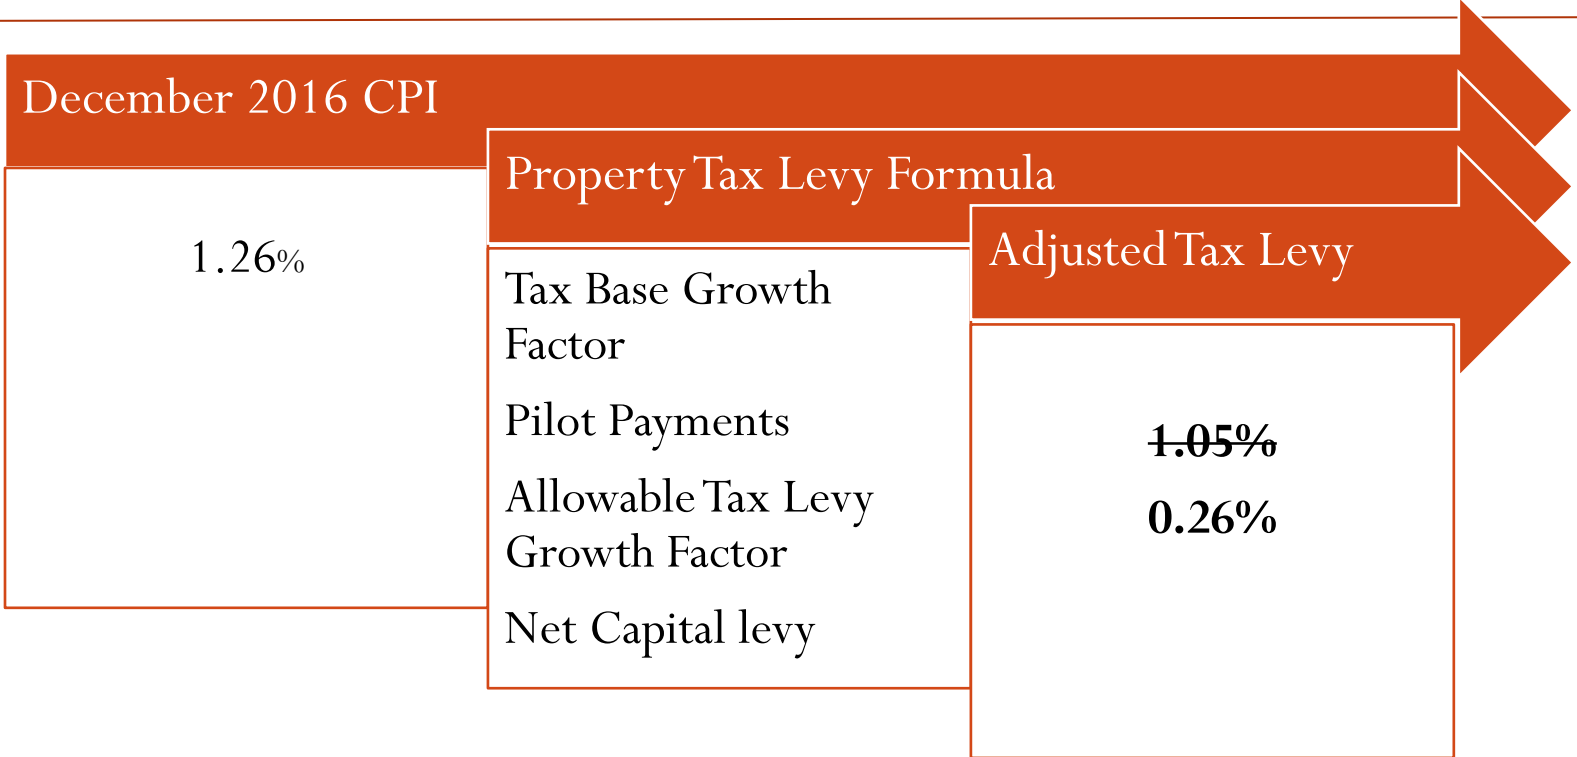 December 2016 CPI
1.26%
Property Tax Levy Formula
Tax Base Growth
Factor
Pilot Payments
Allowable Tax Levy
Growth Factor
Net Capital levy
Adjusted Tax Levy
1.05%
0.26%